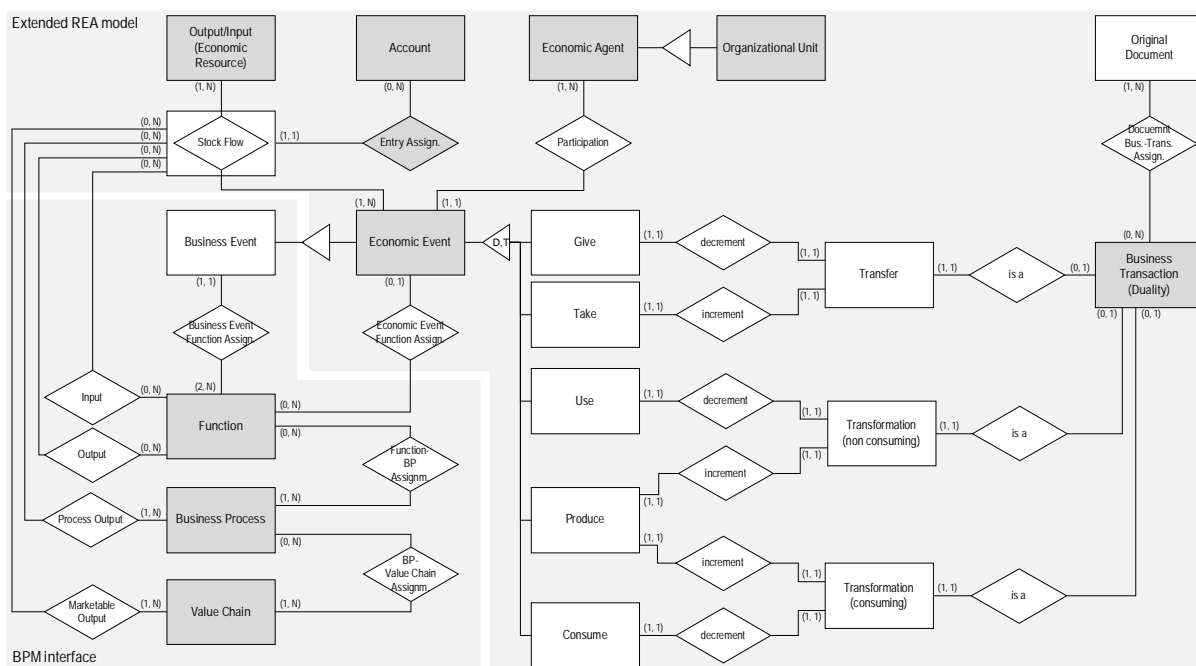 Extended REA model
Output/Input
(Economic
Resource)
Account
Economic Agent
Organizational Unit
Original
Document
(1, N)
(0, N)
(1, N)
(1, N)
(0, N)
(0, N)
(0, N)
(0, N)
Stock Flow
(1, 1)
Entry Assign.
Participation
Docuemnt
Bus.-Trans.
Assign.
(1, N)
(1, 1)
Business Event
Economic Event
D,T
Give
(1, 1)
decrement
(1, 1)
Transfer
(1, 1)
is a
(0, 1)
(0, N)
Business
Transaction
(Duality)
(1, 1)
(0, 1)
(1, 1)
(0, 1)
(0, 1)
Business Event
Function Assign.
Economic Event
Function Assign.
Take
(1, 1)
increment
Input
(0, N)
(2, N)
Function
(0, N)
(0, N)
Use
(1, 1)
decrement
(1, 1)
Transformation
(non consuming)
(1, 1)
is a
(1, 1)
Output
(0, N)
Function-
BP
Assignm.
increment
(1, 1)
Process Output
(1, N)
Business Process
(1, N)
(0, N)
Produce
(1, 1)
increment
(1, 1)
BP-
Value Chain
Assignm.
Transformation
(consuming)
(1, 1)
is a
(1, 1)
Marketable
Output
(1, N)
Value Chain
(1, N)
Consume
(1, 1)
decrement
BPM interface